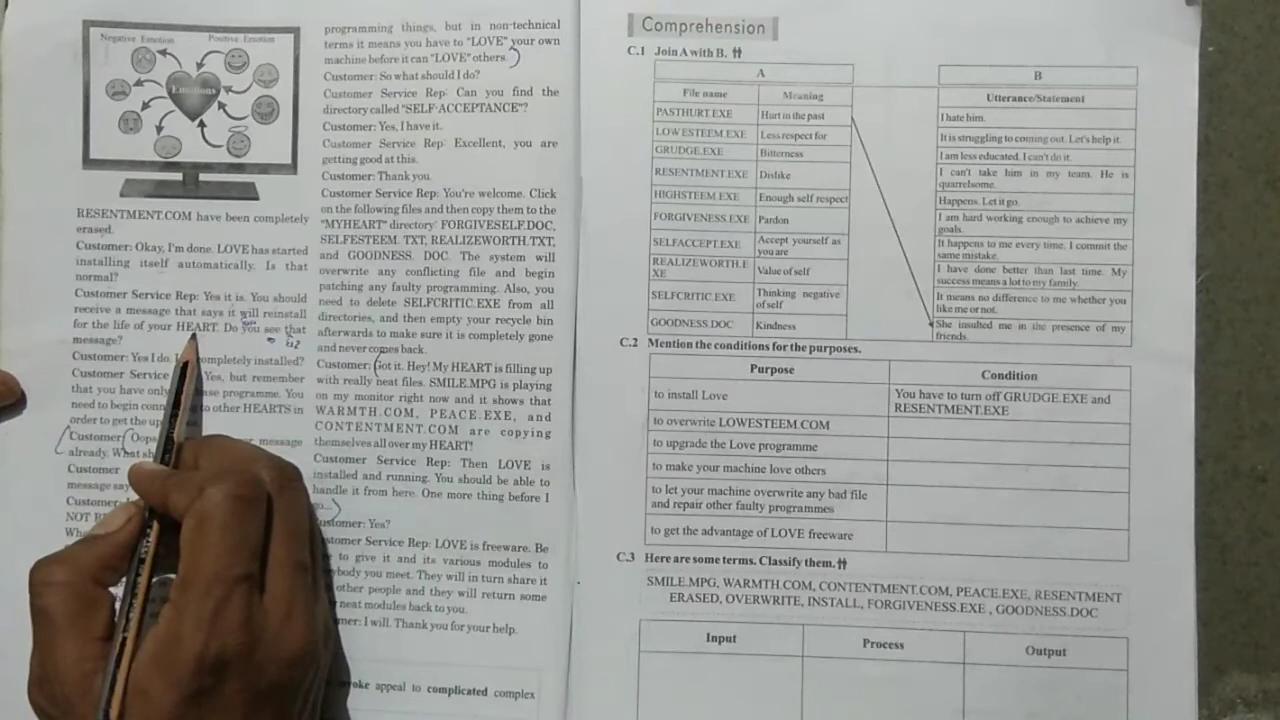 Negative Emotion
Positive Emotion
Emotions
RESENTMENT.COM have been completely
erased.
Customer: Okay, I'm done. LOVE has started
installing itself automatically. Is that
normal?
Customer Service Rep: Yes it is. You should
receive a message that says it will reinstall
for the life of your HEART. Do you see that
message?
Customer: Yes I do. completely installed?
Customer Service Yes, but remember
that you have only programme. You
need to begin to other HEARTS in
order to get the
Customer: Oops message
already. What
Customer
message say
Customer
NOT
programming things, but in non-technical
terms it means you have to "LOVE" your own
machine before it can "LOVE" others.
Customer: So what should I do?
Customer Service Rep: Can you find the
directory called "SELF-ACCEPTANCE"?
Customer: Yes, I have it.
Customer Service Rep: Excellent, you are
getting good at this.
Customer: Thank you.
Customer Service Rep: You're welcome. Click
on the following files and then copy them to the
"MYHEART" directory: FORGIVESELF.DOC,
SELFESTEEM. TXT, REALIZEWORTH.TXT,
and GOODNESS. DOC. The system will
overwrite any conflicting file and begin
patching any faulty programming. Also, you
need to delete SELFCRITIC.EXE from all
directories, and then empty your recycle bin
afterwards to make sure it is completely gone
and never comes back.
Customer: Got it. Hey! My HEART is filling up
with really neat files. SMILE.MPG is playing
on my monitor right now and it shows that
WARMTH.COM, PEACE.EXE, and
CONTENTMENT.COM are copying
themselves all over my HEART!
Customer Service Rep: Then LOVE is
installed and running. You should be able to
handle it from here. One more thing before I
go...
Customer: Yes?
Customer Service Rep: LOVE is freeware. Be
to give it and its various modules to
you meet. They will in turn share it
other people and they will return some
neat modules back to you.
I will. Thank you for your help.
appeal to complicated complex
Comprehension
C.1 Join A with B.
A
File name Meaning
PASTHURT.EXE Hurt in the past
LOWESTEEM.EXE Less respect for
GRUDGE.EXE Bitterness
RESENTMENT.EXE Dislike
HIGHSTEEM.EXE Enough self respect
FORGIVENESS.EXE Pardon
SELFACCEPT.EXE Accept yourself as
you are
REALIZEWORTH.E
XE Value of self
SELFCRITIC.EXE Thinking negative
of self
GOODNESS.DOC Kindness
B
Utterance/Statement
I hate him.
It is struggling to coming out. Let's help it.
I am less educated. I can't do it.
I can't take him in my team. He is
quarrelsome.
Happens. Let it go.
I am hard working enough to achieve my
goals.
It happens to me every time. I commit the
same mistake.
I have done better than last time. My
success means a lot to my family.
It means no difference to me whether you
like me or not.
She insulted me in the presence of my
friends.
C.2 Mention the conditions for the purposes.
Purpose Condition
to install Love You have to turn off GRUDGE.EXE and
RESENTMENT.EXE
to overwrite LOWESTEEM.COM
to upgrade the Love programme
to make your machine love others
to let your machine overwrite any bad file
and repair other faulty programmes
to get the advantage of LOVE freeware
C.3 Here are some terms. Classify them.
SMILE.MPG, WARMTH.COM, CONTENTMENT.COM, PEACE.EXE, RESENTMENT
ERASED, OVERWRITE, INSTALL, FORGIVENESS.EXE , GOODNESS.DOC
Input Process Output